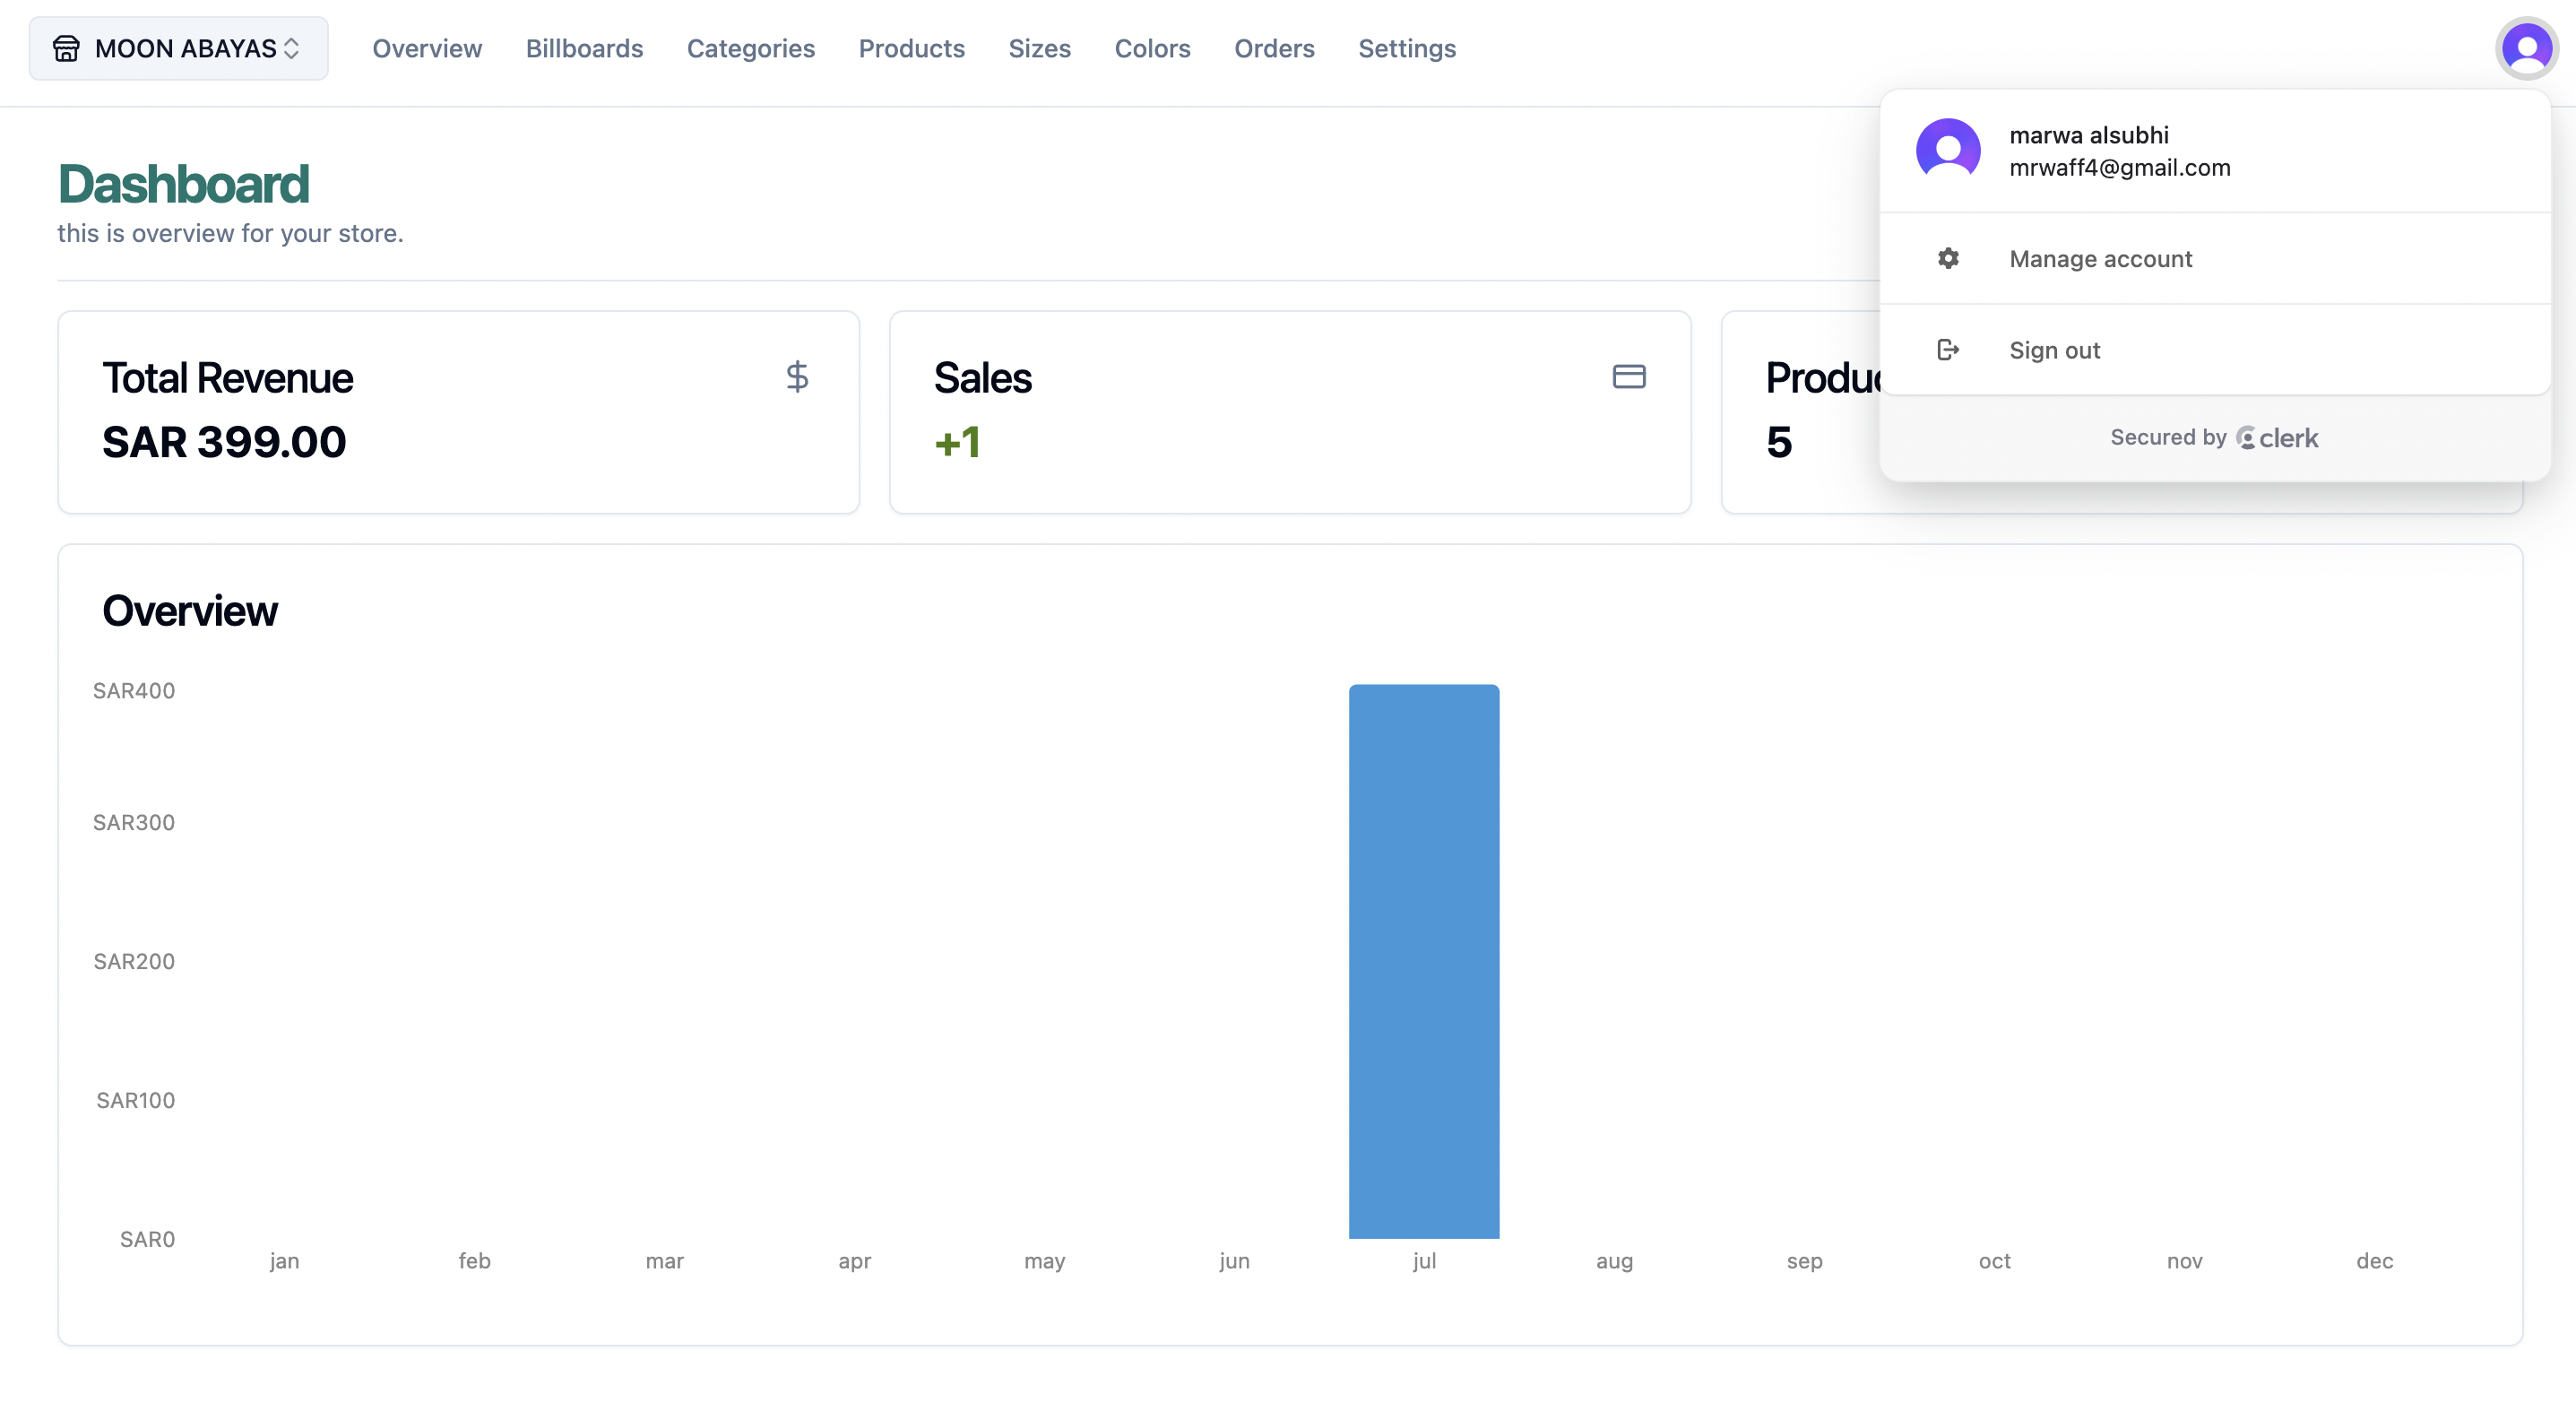 MOON ABAYAS
Overview
Billboards
Categories
Products
Sizes
Colors
Orders
Settings
marwa alsubhi
mrwaff4@gmail.com
Manage account
Sign out
Secured by clerk
Dashboard
this is overview for your store.
Total Revenue
SAR 399.00
Sales
+1
Produc
5
Overview
SAR400
SAR300
SAR200
SAR100
SAR0
jan feb mar apr may jun jul aug sep oct nov dec